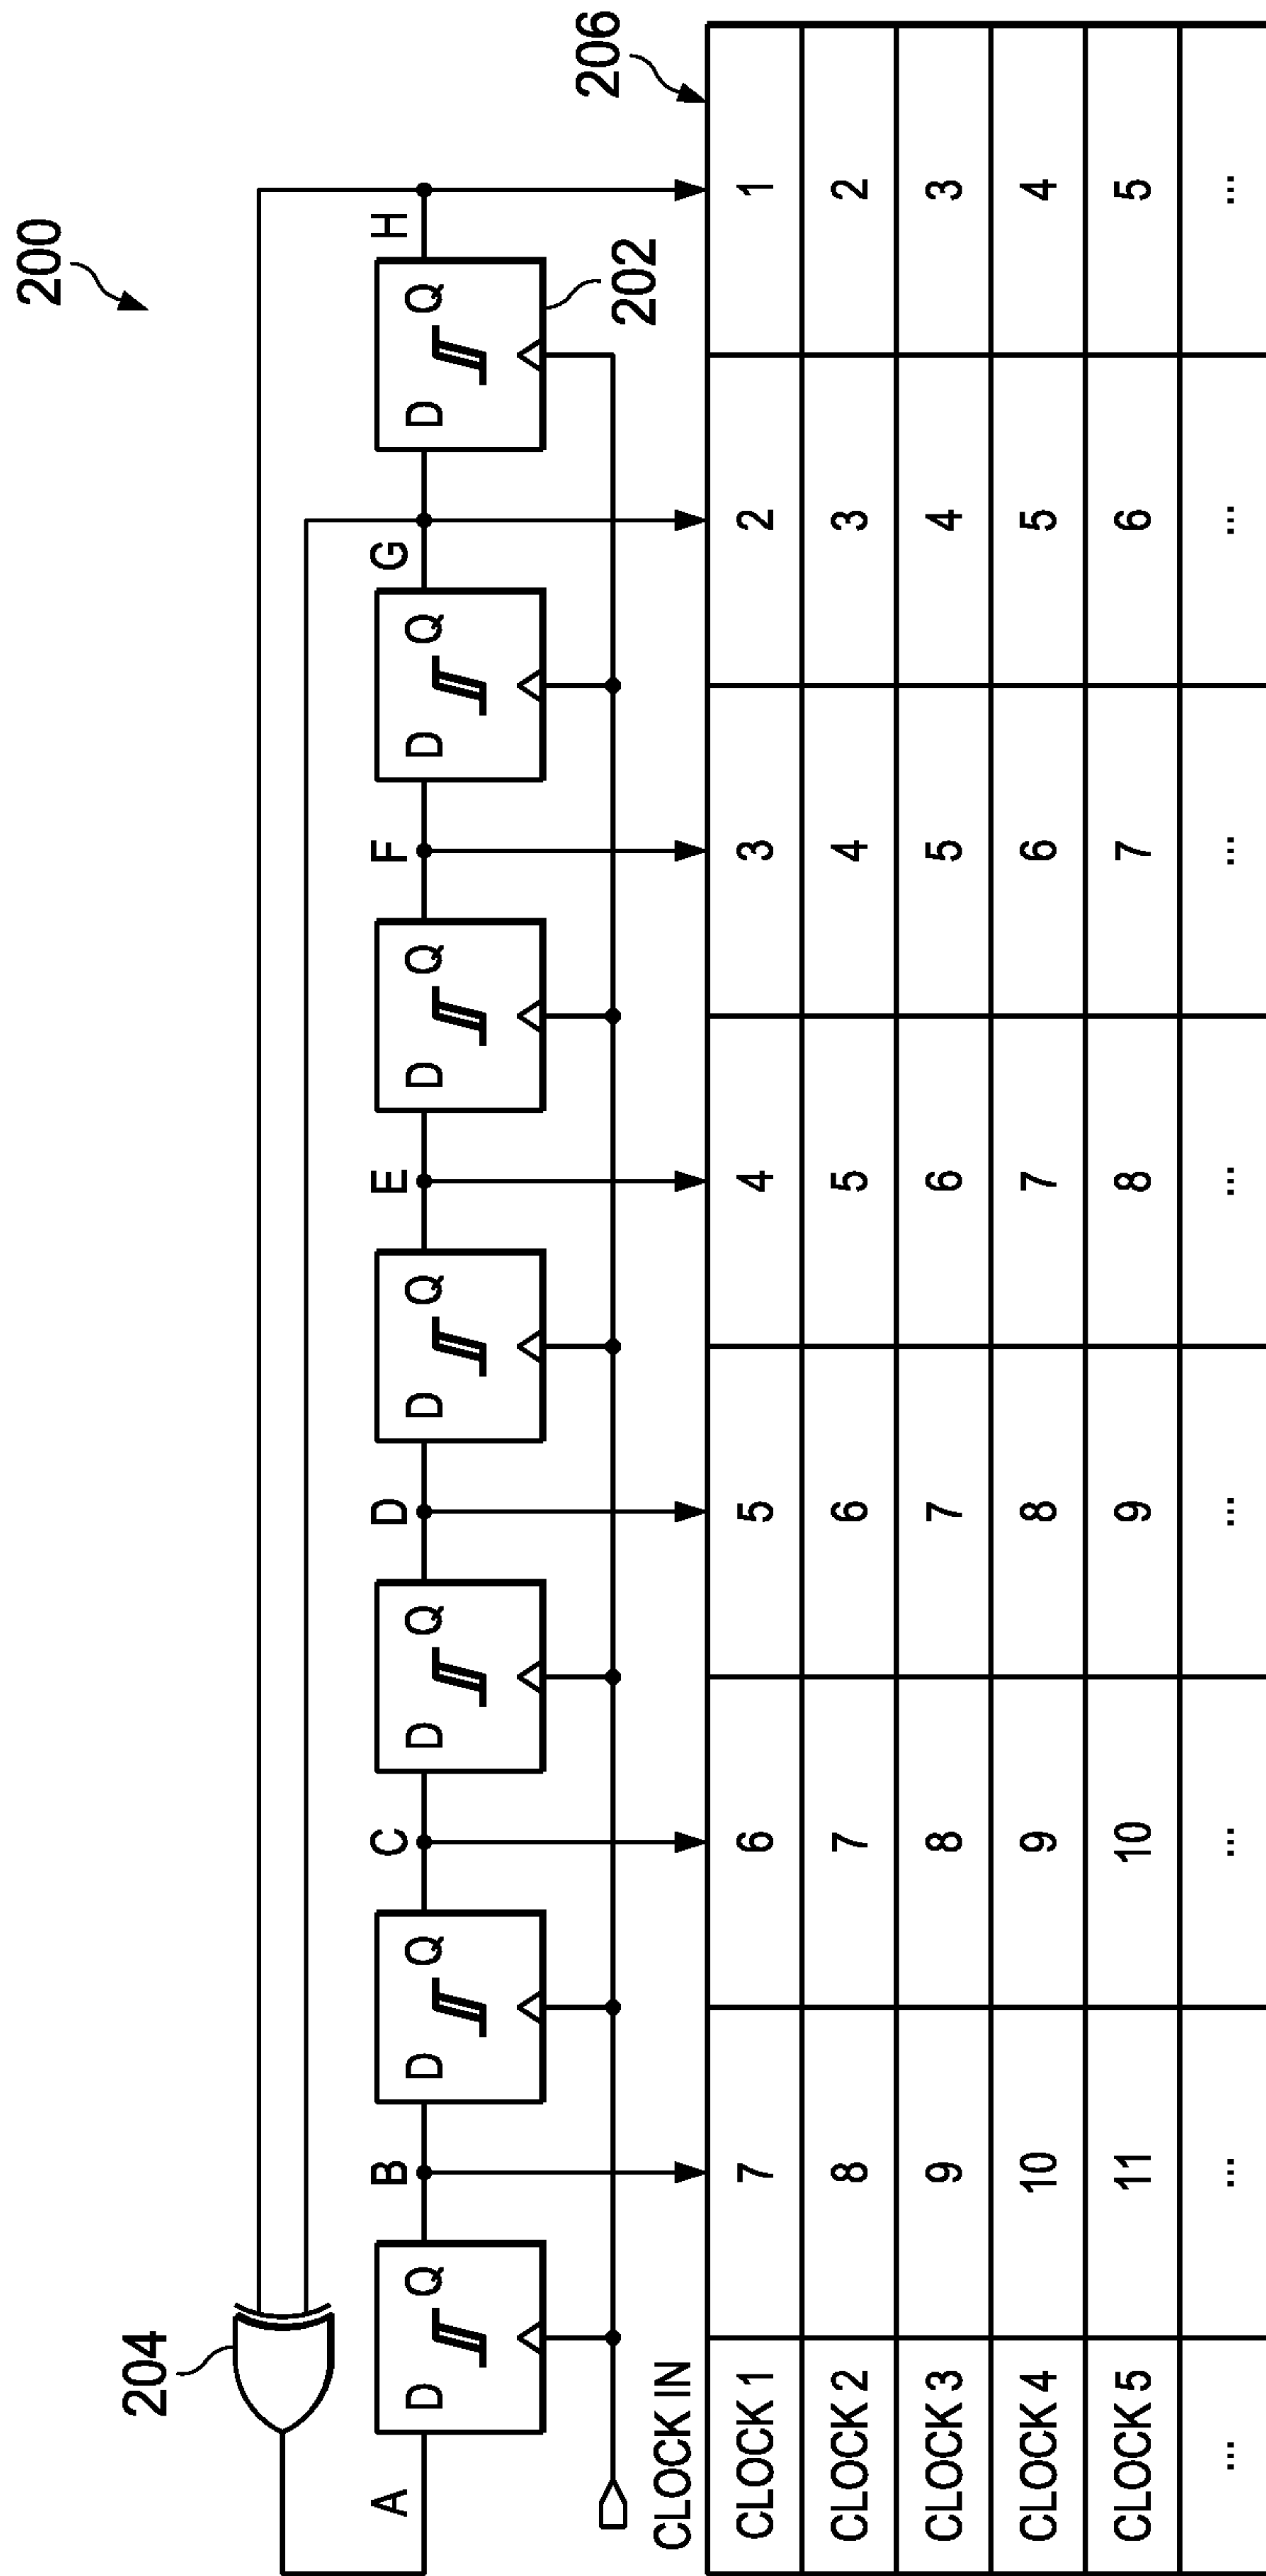 200
204
A B C D E F G H
D Q D Q D Q D Q D Q D Q D Q
202
CLOCK IN
206
CLOCK 1 7 6 5 4 3 2 1
CLOCK 2 8 7 6 5 4 3 2
CLOCK 3 9 8 7 6 5 4 3
CLOCK 4 10 9 8 7 6 5 4
CLOCK 5 11 10 9 8 7 6 5
... ... ... ... ... ... ... ...